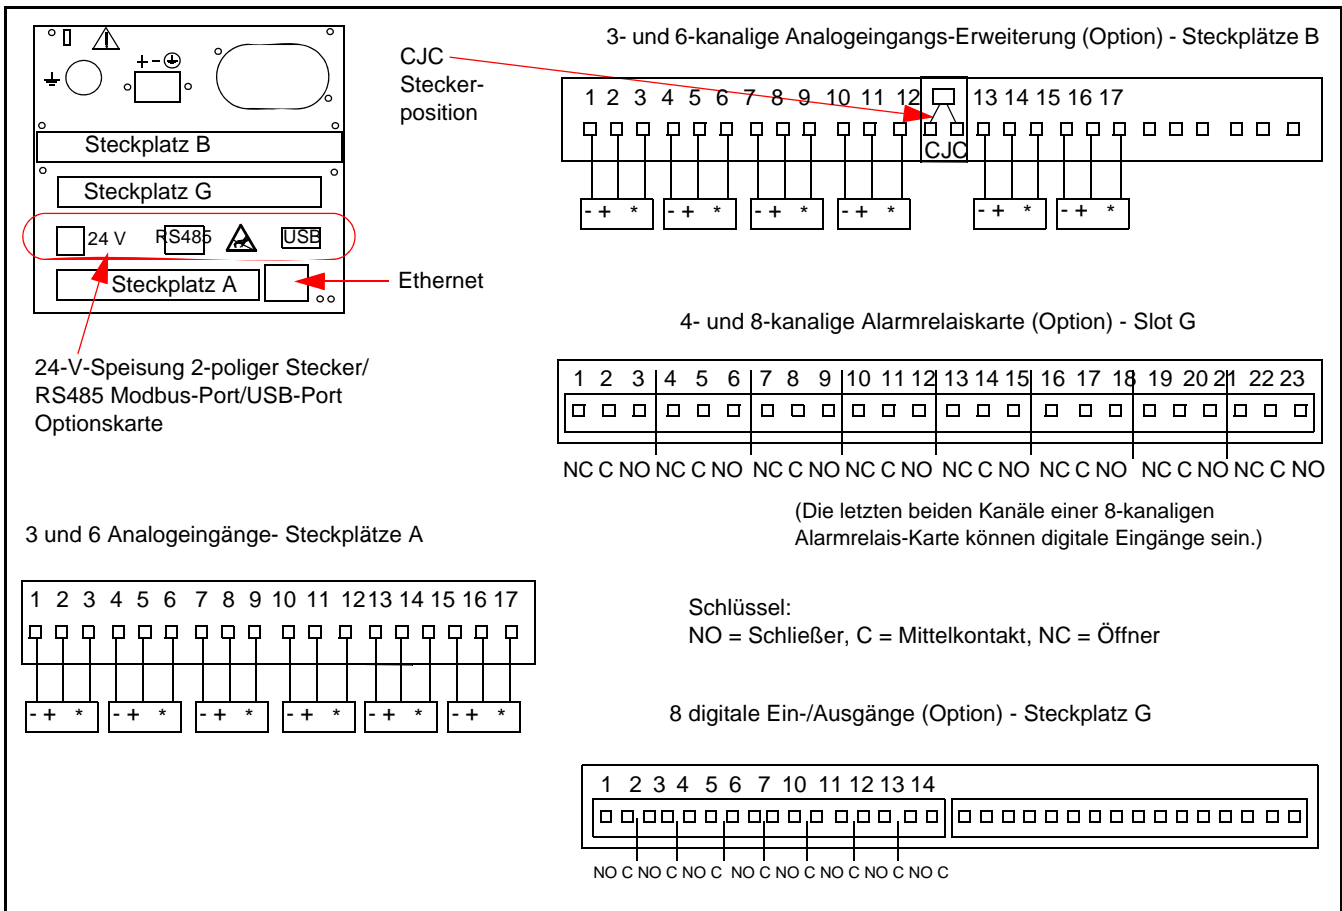 + -
CJC
Stecker-
position
Steckplatz B
Steckplatz G
24 V RS485 USB
Steckplatz A
Ethernet
24-V-Speisung 2-poliger Stecker/
RS485 Modbus-Port/USB-Port
Optionskarte
3- und 6-kanalige Analogeingangs-Erweiterung (Option) - Steckplätze B
1 2 3 4 5 6 7 8 9 10 11 12 13 14 15 16 17
CJC
- + * - + * - + * - + * - + * - + *
4- und 8-kanalige Alarmrelaiskarte (Option) - Slot G
1 2 3 4 5 6 7 8 9 10 11 12 13 14 15 16 17 18 19 20 21 22 23
NC C NO NC C NO NC C NO NC C NO NC C NO NC C NO NC C NO NC C NO
(Die letzten beiden Kanäle einer 8-kanaligen
Alarmrelais-Karte können digitale Eingänge sein.)
3 und 6 Analogeingänge- Steckplätze A
1 2 3 4 5 6 7 8 9 10 11 12 13 14 15 16 17
- + * - + * - + * - + * - + * - + *
Schlüssel:
NO = Schließer, C = Mittelkontakt, NC = Öffner
8 digitale Ein-/Ausgänge (Option) - Steckplatz G
1 2 3 4 5 6 7 10 11 12 13 14
NO C NO C NO C NO C NO C NO C NO C NO C